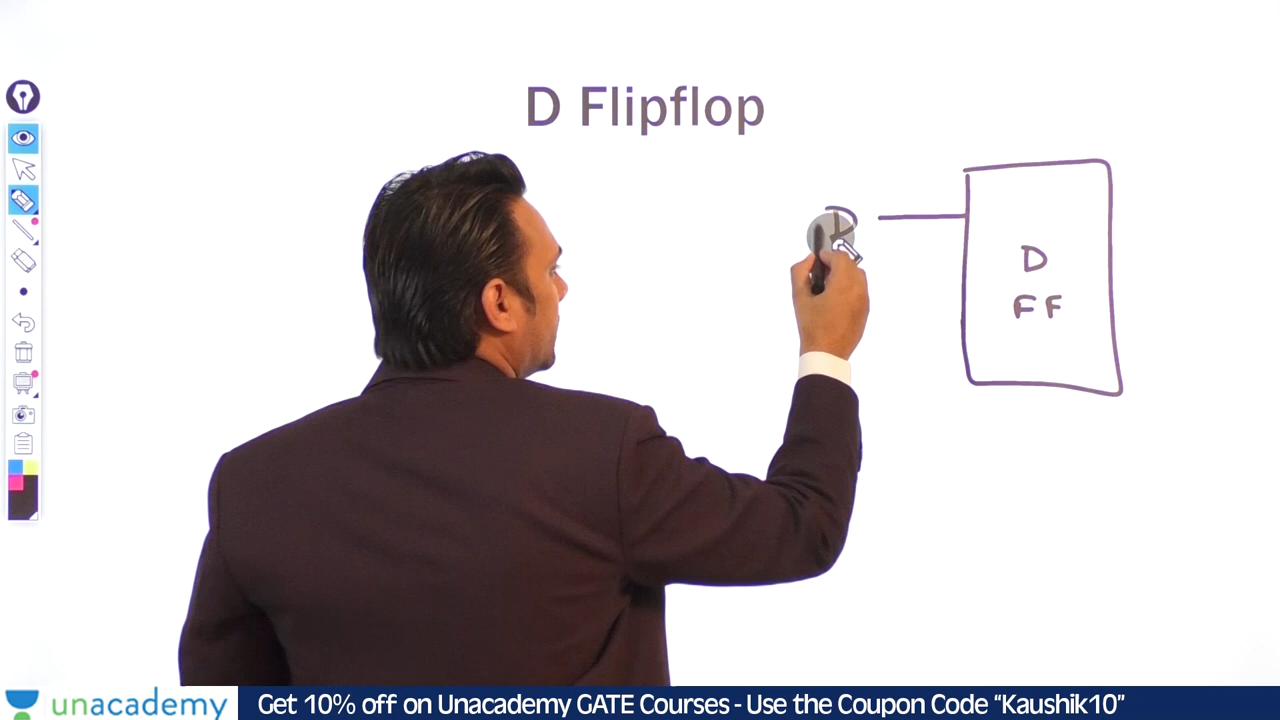 D Flipflop
D
D
FF
unacademy
Get 10% off on Unacademy GATE Courses - Use the Coupon Code “Kaushik10”